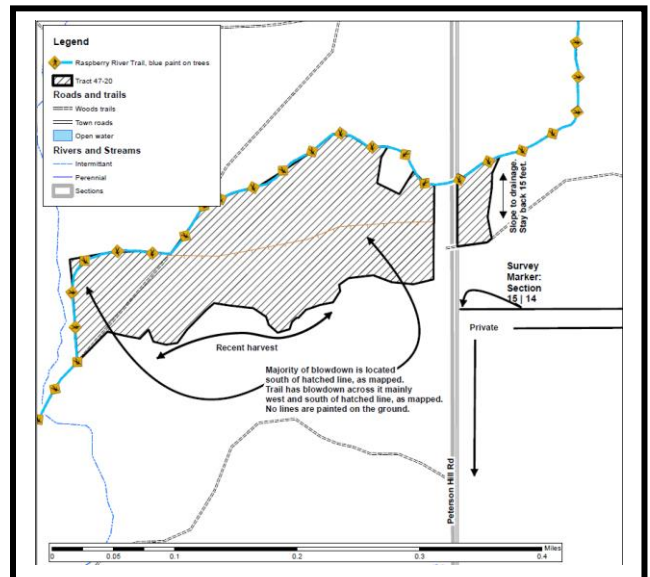 Legend
Raspberry River Trail, blue paint on trees
Tract 47-20
Roads and trails
Woods trails
Town roads
Open water
Rivers and Streams
Intermittant
Perennial
Sections
Slope to drainage.
Stay back 15 feet.
Survey
Marker:
Section
15 | 14
Private
Recent harvest
Majority of blowdown is located
south of hatched line, as mapped.
Trail has blowdown across it mainly
west and south of hatched line, as mapped.
No lines are painted on the ground.
Peterson Hill Rd
Miles
0 0.05 0.1 0.2 0.3 0.4